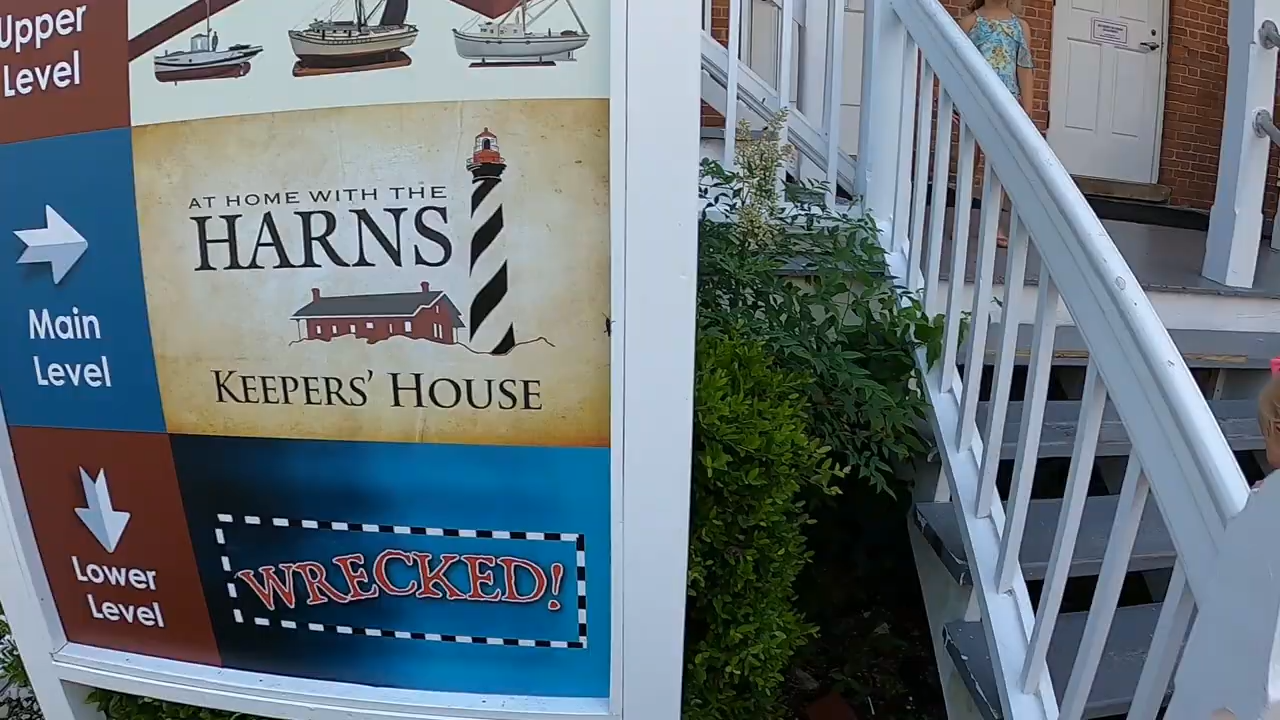 Upper
Level
AT HOME WITH THE
HARNS
KEEPERS' HOUSE
Main
Level
WRECKED!
Lower
Level